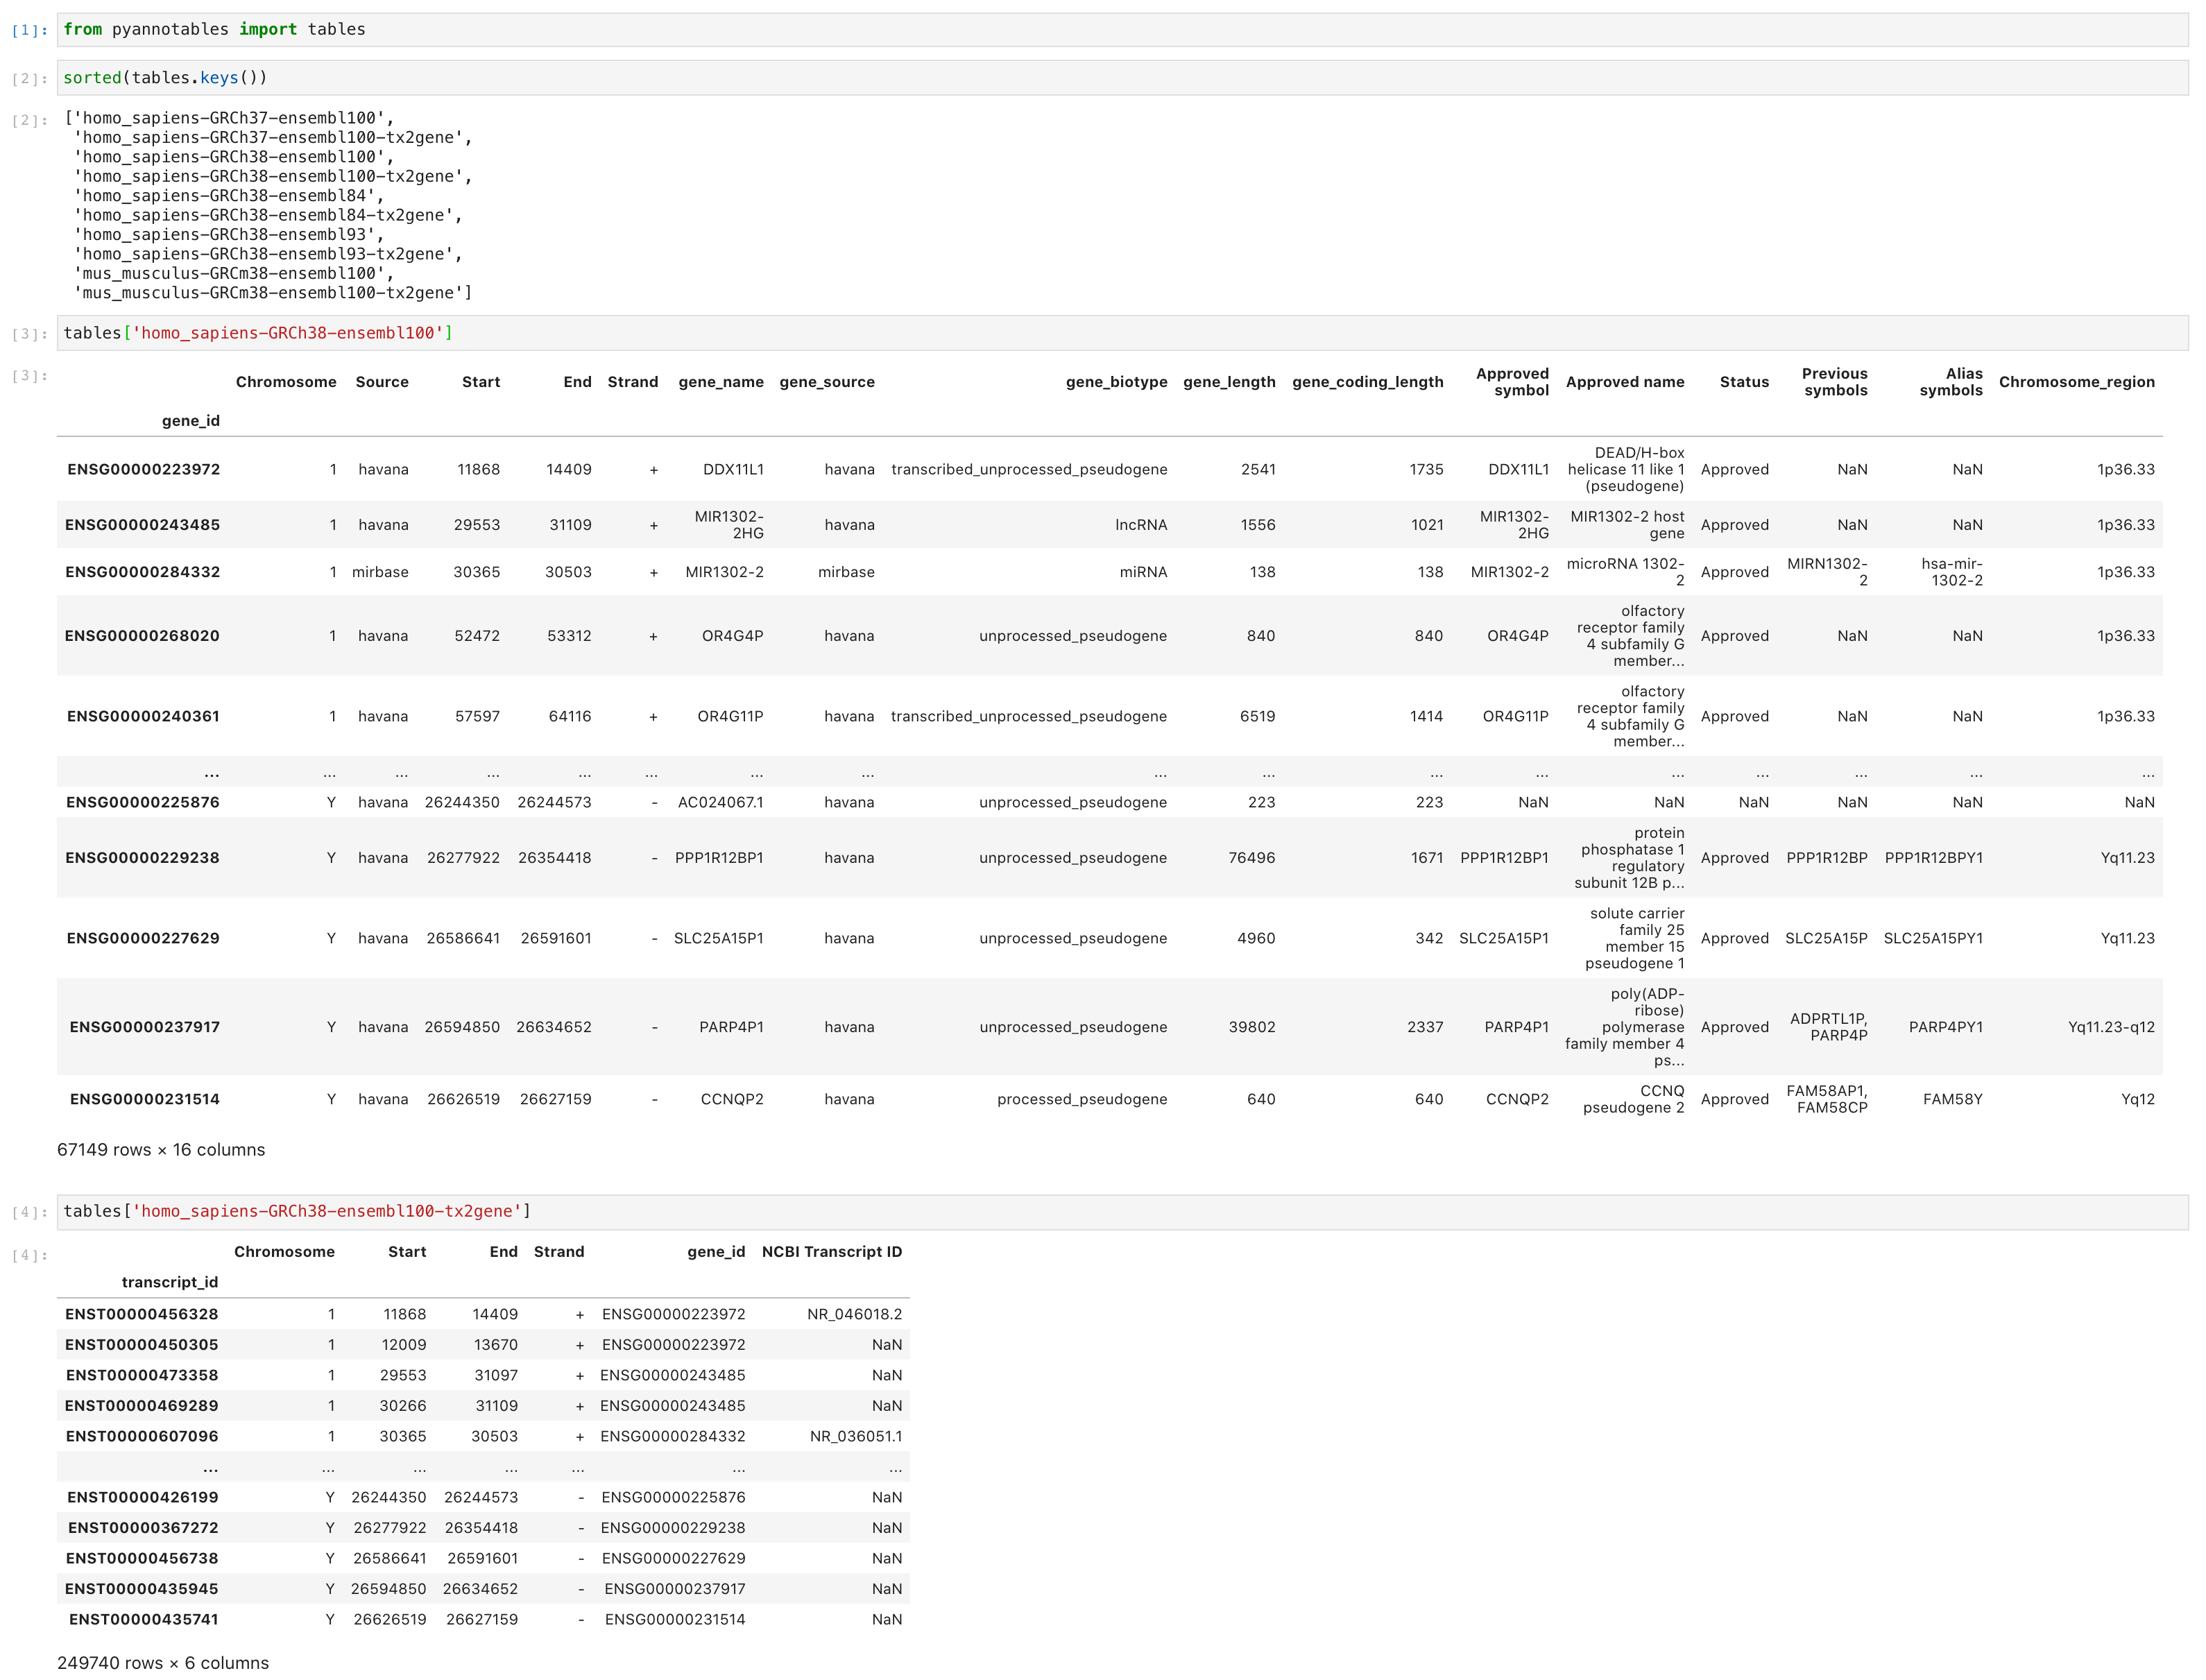 [1]: from pyannotables import tables
[2]: sorted(tables.keys())
[2]: ['homo_sapiens-GRCh37-ensembl100',
'homo_sapiens-GRCh37-ensembl100-tx2gene',
'homo_sapiens-GRCh38-ensembl100',
'homo_sapiens-GRCh38-ensembl100-tx2gene',
'homo_sapiens-GRCh38-ensembl84',
'homo_sapiens-GRCh38-ensembl84-tx2gene',
'homo_sapiens-GRCh38-ensembl93',
'homo_sapiens-GRCh38-ensembl93-tx2gene',
'mus_musculus-GRCm38-ensembl100',
'mus_musculus-GRCm38-ensembl100-tx2gene']
[3]: tables['homo_sapiens-GRCh38-ensembl100']
[3]: Chromosome Source Start End Strand gene_name gene_source gene_biotype gene_length gene_coding_length Approved symbol Approved name Status Previous symbols Alias symbols Chromosome_region
gene_id
ENSG00000223972 1 havana 11868 14409 + DDX11L1 havana transcribed_unprocessed_pseudogene 2541 1735 DDX11L1 DEAD/H-box helicase 11 like 1 (pseudogene) Approved NaN NaN 1p36.33
ENSG00000243485 1 havana 29553 31109 + MIR1302-2HG havana lncRNA 1556 1021 MIR1302-2HG MIR1302-2 host gene Approved NaN NaN 1p36.33
ENSG00000284332 1 mirbase 30365 30503 + MIR1302-2 mirbase miRNA 138 138 MIR1302-2 microRNA 1302-2 Approved MIRN1302-2 hsa-mir-1302-2 1p36.33
ENSG00000268020 1 havana 52472 53312 + OR4G4P havana unprocessed_pseudogene 840 840 OR4G4P olfactory receptor family 4 subfamily G member... Approved NaN NaN 1p36.33
ENSG00000240361 1 havana 57597 64116 + OR4G11P havana transcribed_unprocessed_pseudogene 6519 1414 OR4G11P olfactory receptor family 4 subfamily G member... Approved NaN NaN 1p36.33
... ... ... ... ... ... ... ... ... ... ... ... ... ... ... ... ...
ENSG00000225876 Y havana 26244350 26244573 - AC024067.1 havana unprocessed_pseudogene 223 223 NaN NaN NaN NaN NaN NaN
ENSG00000229238 Y havana 26277922 26354418 - PPP1R12BP1 havana unprocessed_pseudogene 76496 1671 PPP1R12BP1 protein phosphatase 1 regulatory subunit 12B p... Approved PPP1R12BP PPP1R12BPY1 Yq11.23
ENSG00000227629 Y havana 26586641 26591601 - SLC25A15P1 havana unprocessed_pseudogene 4960 342 SLC25A15P1 solute carrier family 25 member 15 pseudogene 1 Approved SLC25A15P SLC25A15PY1 Yq11.23
ENSG00000237917 Y havana 26594850 26634652 - PARP4P1 havana unprocessed_pseudogene 39802 2337 PARP4P1 poly(ADP-ribose) polymerase family member 4 ps... Approved ADPRTL1P, PARP4P PARP4PY1 Yq11.23-q12
ENSG00000231514 Y havana 26626519 26627159 - CCNQP2 havana processed_pseudogene 640 640 CCNQP2 CCNQ pseudogene 2 Approved FAM58AP1, FAM58CP FAM58Y Yq12
67149 rows × 16 columns
[4]: tables['homo_sapiens-GRCh38-ensembl100-tx2gene']
[4]: Chromosome Start End Strand gene_id NCBI Transcript ID
transcript_id
ENST00000456328 1 11868 14409 + ENSG00000223972 NR_046018.2
ENST00000450305 1 12009 13670 + ENSG00000223972 NaN
ENST00000473358 1 29553 31097 + ENSG00000243485 NaN
ENST00000469289 1 30266 31109 + ENSG00000243485 NaN
ENST00000607096 1 30365 30503 + ENSG00000284332 NR_036051.1
... ... ... ... ... ... ...
ENST00000426199 Y 26244350 26244573 - ENSG00000225876 NaN
ENST00000367272 Y 26277922 26354418 - ENSG00000229238 NaN
ENST00000456738 Y 26586641 26591601 - ENSG00000227629 NaN
ENST00000435945 Y 26594850 26634652 - ENSG00000237917 NaN
ENST00000435741 Y 26626519 26627159 - ENSG00000231514 NaN
249740 rows × 6 columns